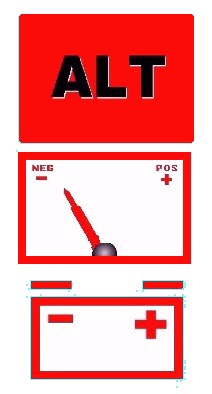 ALT
NEG POS
- +
- +